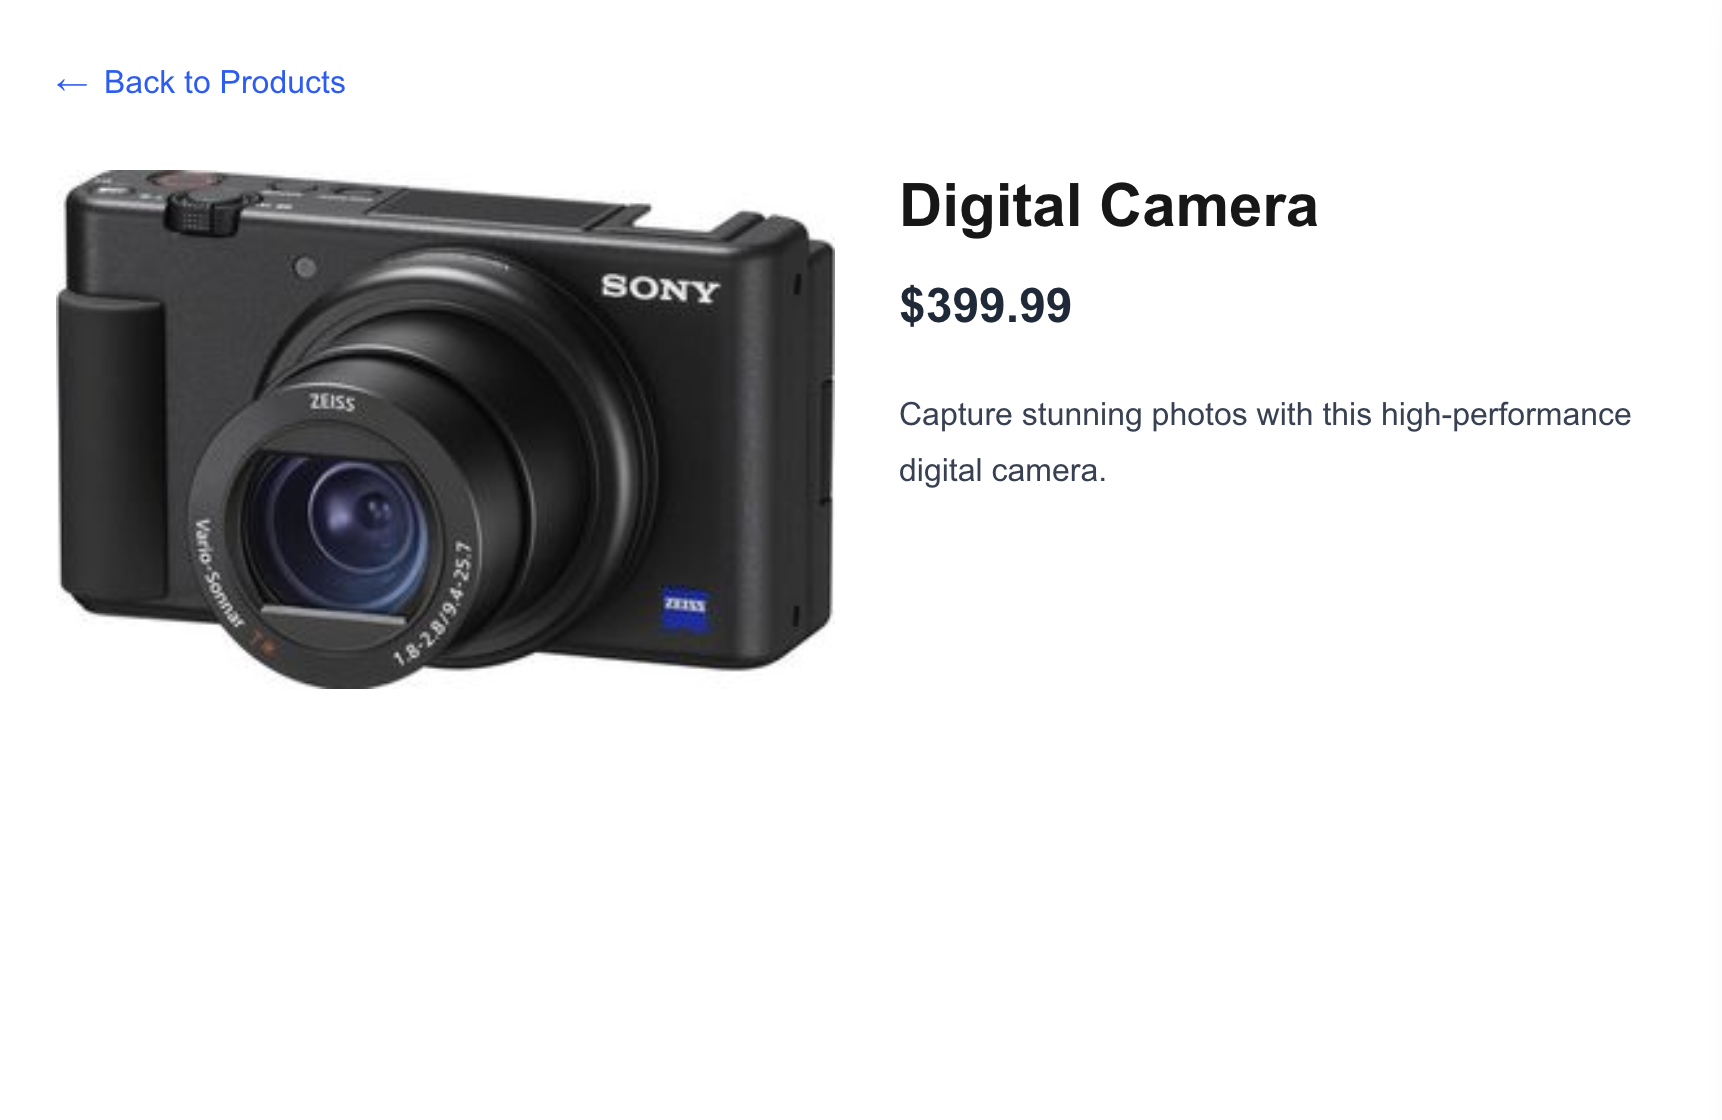 ← Back to Products
Digital Camera
$399.99
Capture stunning photos with this high-performance
digital camera.
SONY
ZEISS
Vario-Sonnar T*
1.8-2.8/9.4-25.7
ZEISS